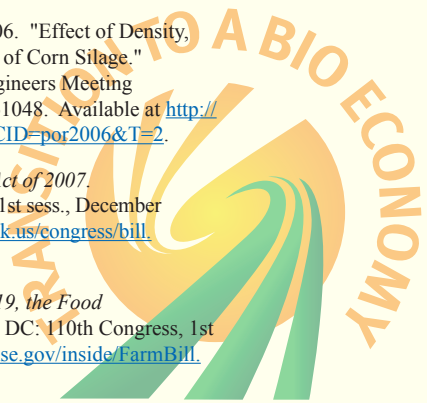 06. "Effect of Density,
of Corn Silage."
gineers Meeting
1048. Available at http://
CID=por2006&T=2.
ct of 2007.
1st sess., December
k.us/congress/bill.
19, the Food
DC: 110th Congress, 1st
se.gov/inside/FarmBill.
TRANSITION TO A BIO ECONOMY